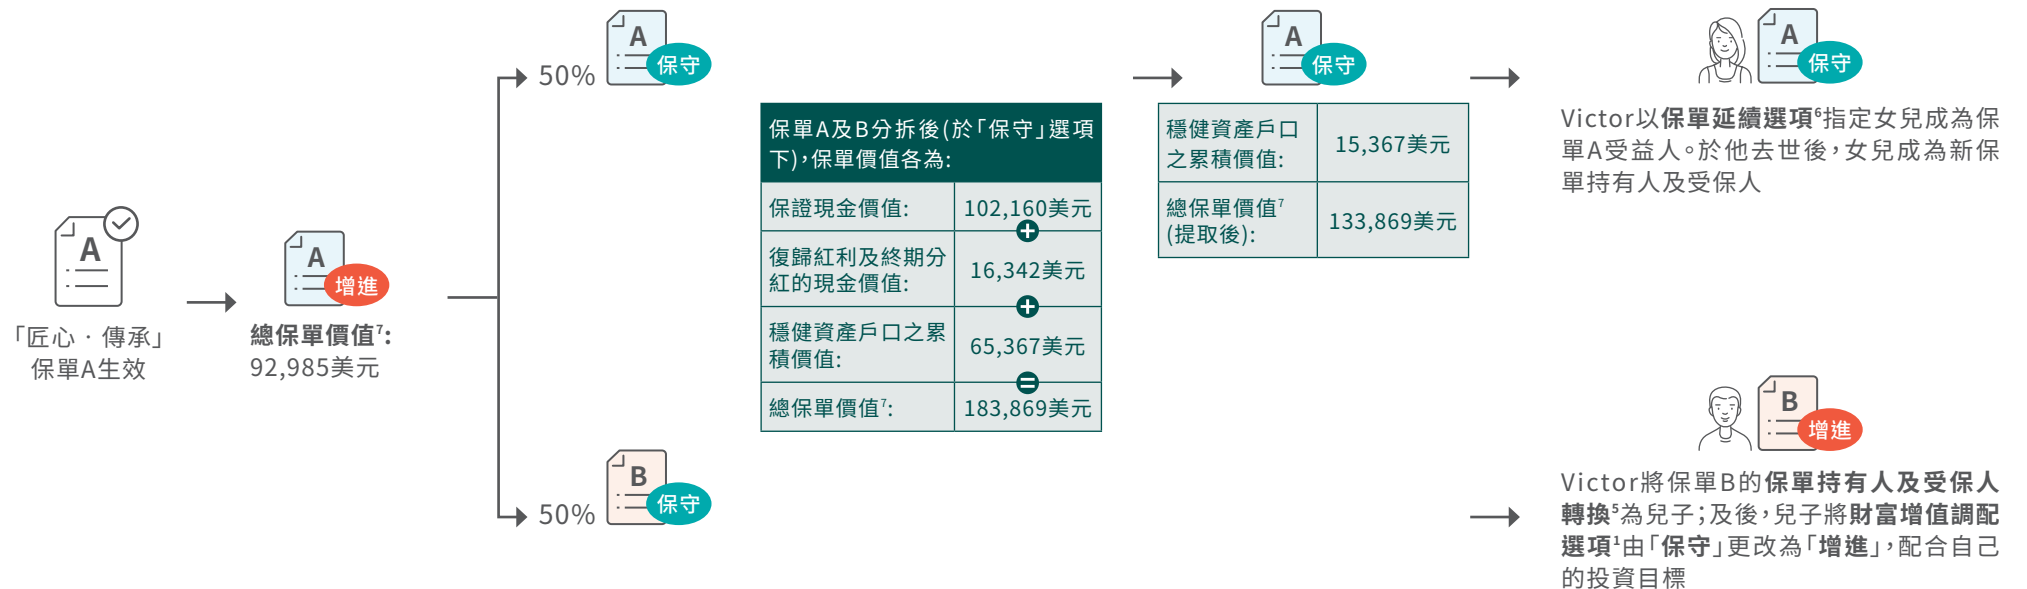 A
「匠心．傳承」
保單A生效
A
增進
總保單價值⁷:
92,985美元
50%
A
保守
50%
B
保守
保單A及B分拆後(於「保守」選項
下),保單價值各為:
保證現金價值:
102,160美元
+
復歸紅利及終期分
紅的現金價值:
16,342美元
+
穩健資產戶口之累
積價值:
65,367美元
=
總保單價值⁷:
183,869美元
A
保守
穩健資產戶口
之累積價值:
15,367美元
總保單價值⁷
(提取後):
133,869美元
A
保守
Victor以保單延續選項⁶指定女兒成為保
單A受益人。於他去世後,女兒成為新保
單持有人及受保人
B
增進
Victor將保單B的保單持有人及受保人
轉換⁵為兒子;及後,兒子將財富增值調配
選項¹由「保守」更改為「增進」,配合自己
的投資目標